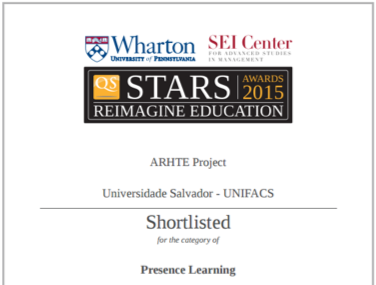 Wharton
UNIVERSITY of PENNSYLVANIA
SEI Center
FOR ADVANCED STUDIES
IN MANAGEMENT
QS
STARS
AWARDS
2015
REIMAGINE EDUCATION
ARHTE Project
Universidade Salvador - UNIFACS
Shortlisted
for the category of
Presence Learning